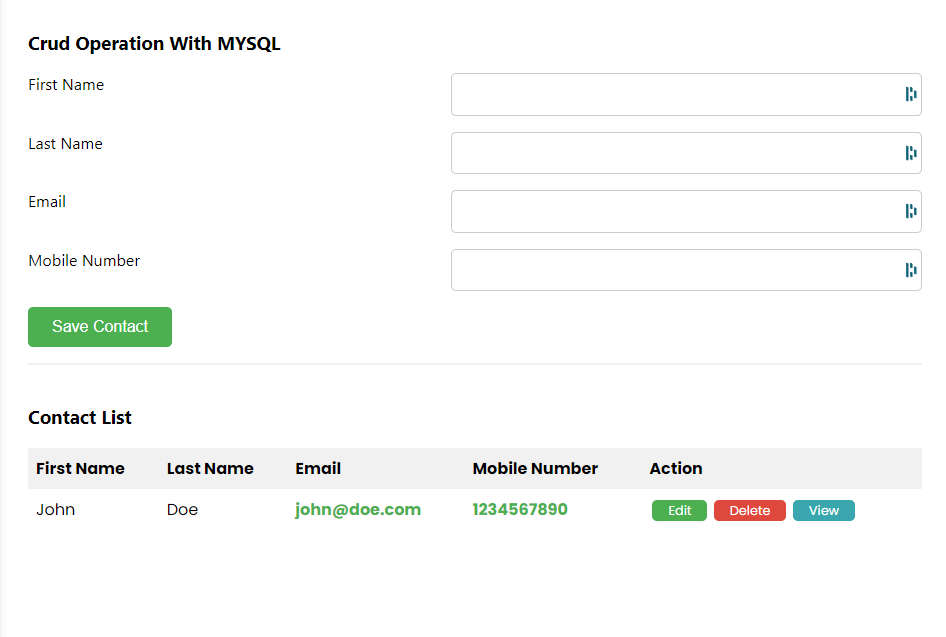 Crud Operation With MYSQL
First Name
Last Name
Email
Mobile Number
Save Contact
Contact List
First Name Last Name Email Mobile Number Action
John Doe john@doe.com 1234567890 Edit Delete View